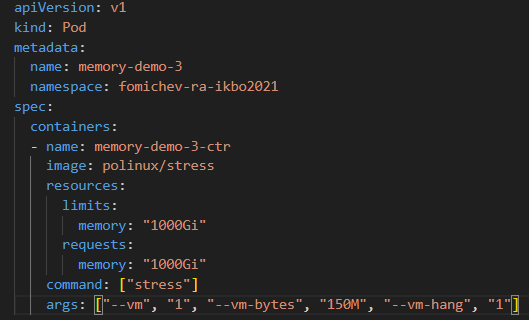 apiVersion: v1
kind: Pod
metadata:
  name: memory-demo-3
  namespace: fomichev-ra-ikbo2021
spec:
  containers:
  - name: memory-demo-3-ctr
    image: polinux/stress
    resources:
      limits:
        memory: "1000Gi"
      requests:
        memory: "1000Gi"
    command: ["stress"]
    args: ["--vm", "1", "--vm-bytes", "150M", "--vm-hang", "1"]